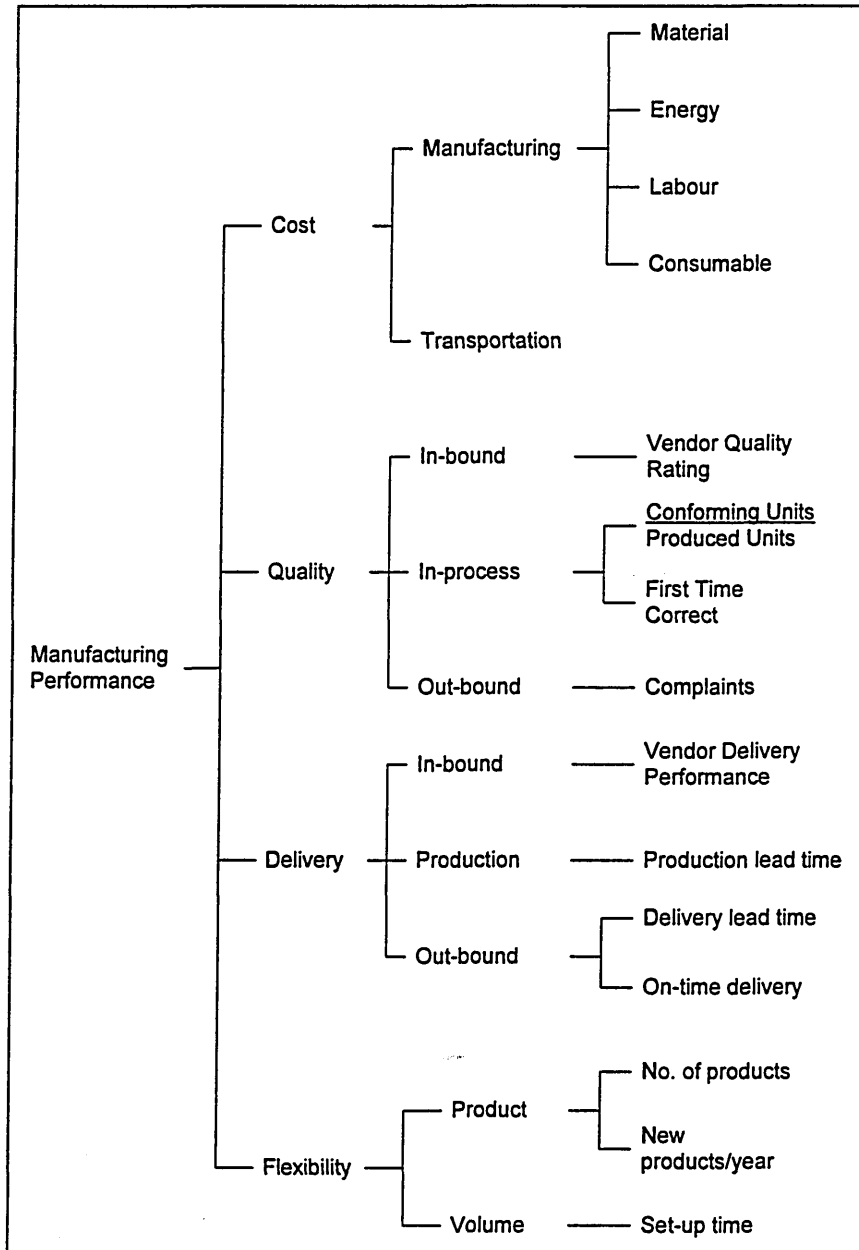 Material
Energy
Manufacturing
Labour
Cost
Consumable
Transportation
In-bound
Vendor Quality
Rating
Conforming Units
Produced Units
Quality
In-process
First Time
Correct
Manufacturing
Performance
Out-bound
Complaints
In-bound
Vendor Delivery
Performance
Delivery
Production
Production lead time
Delivery lead time
Out-bound
On-time delivery
No. of products
Product
New
products/year
Flexibility
Volume
Set-up time